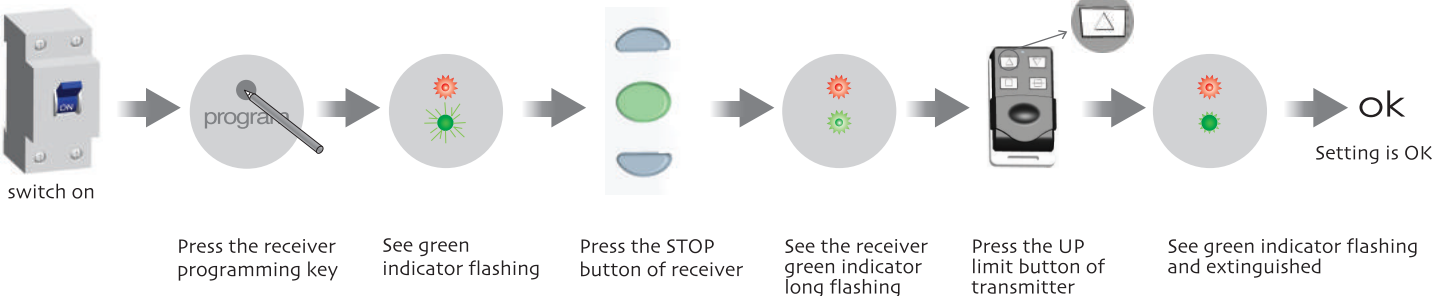 ON
switch on
program
ok
Setting is OK
Press the receiver
programming key
See green
indicator flashing
Press the STOP
button of receiver
See the receiver
green indicator
long flashing
Press the UP
limit button of
transmitter
See green indicator flashing
and extinguished